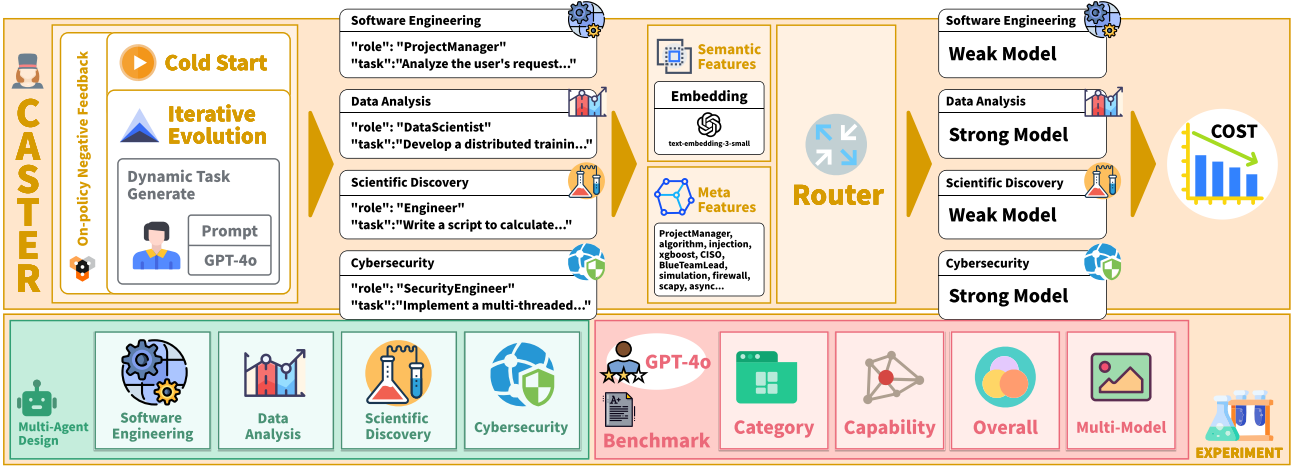 CASTER
On-policy Negative Feedback
Cold Start
Iterative
Evolution
Dynamic Task
Generate
Prompt
GPT-4o
Software Engineering
"role": "ProjectManager"
"task":"Analyze the user's request..."
Data Analysis
"role": "DataScientist"
"task":"Develop a distributed trainin..."
Scientific Discovery
"role": "Engineer"
"task":"Write a script to calculate..."
Cybersecurity
"role": "SecurityEngineer"
"task":"Implement a multi-threaded..."
Semantic
Features
Embedding
text-embedding-3-small
Meta
Features
ProjectManager,
algorithm, injection,
xgboost, CISO,
BlueTeamLead,
simulation, firewall,
scapy, async...
Router
Software Engineering
Weak Model
Data Analysis
Strong Model
Scientific Discovery
Weak Model
Cybersecurity
Strong Model
COST
Multi-Agent
Design
Software
Engineering
Data
Analysis
Scientific
Discovery
Cybersecurity
GPT-4o
A+
Benchmark
Category
Capability
Overall
Multi-Model
EXPERIMENT